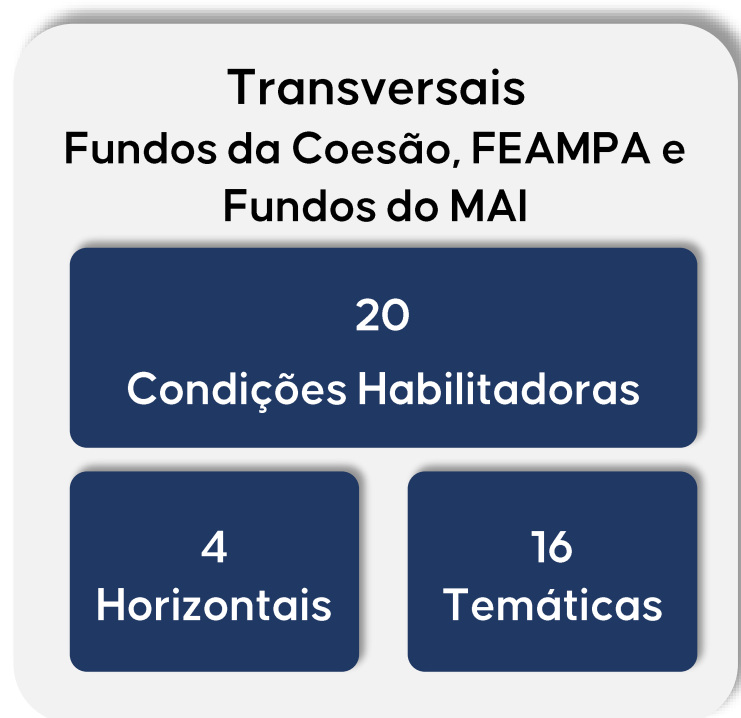 Transversais
Fundos da Coesão, FEAMPA e
Fundos do MAI
20
Condições Habilitadoras
4
Horizontais
16
Temáticas